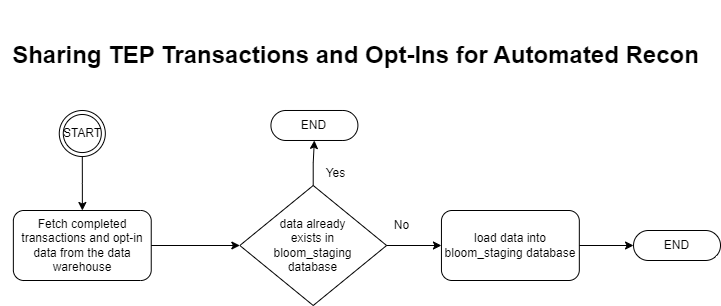 Sharing TEP Transactions and Opt-Ins for Automated Recon
START
END
Yes
Fetch completed
transactions and opt-in
data from the data
warehouse
data already
exists in
bloom_staging
database
No
load data into
bloom_staging database
END